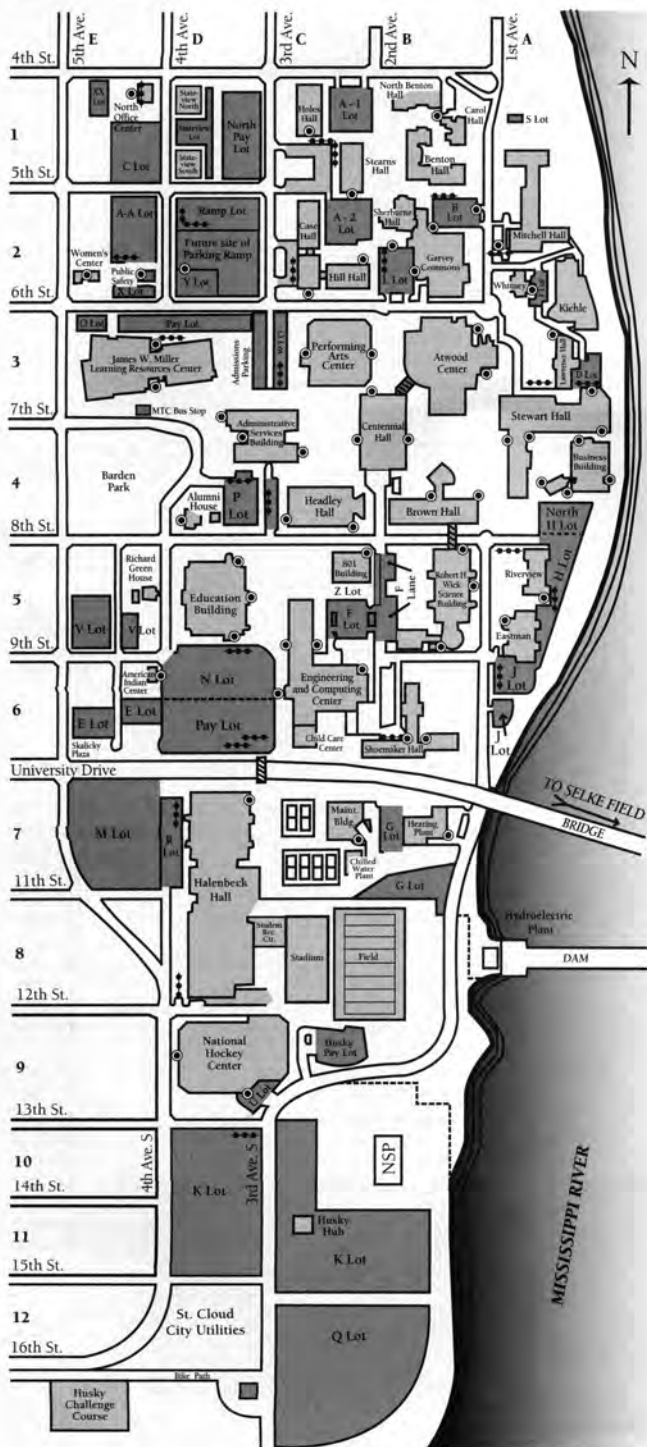 E
5th Ave.
D
4th Ave.
C
3rd Ave.
B
2nd Ave.
A
1st Ave.
4th St.
N
1
XX
Lot
North
Office
Center
C Lot
State-
view
North
Stateview Lot
State-
view
South
North
Pay
Lot
Holes
Hall
A - 1
Lot
North Benton
Hall
Carol
Hall
S Lot
Stearns
Hall
Benton
Hall
5th St.
2
A-A Lot
Ramp Lot
Future site of
Parking Ramp
Y Lot
Women's
Center
Public
Safety
X Lot
Case Hall
A - 2
Lot
Hill Hall
Sherburne
Hall
B
Lot
L Lot
Garvey
Commons
Mitchell Hall
Whitney
Kiehle
6th St.
3
O Lot
Pay Lot
James W. Miller
Learning Resources Center
Admissions
Parking
Performing
Arts
Center
Atwood
Center
Lawrence Hall
D Lot
Stewart Hall
7th St.
MTC Bus Stop
Administrative
Services
Building
Centennial
Hall
4
Barden
Park
Alumni
House
P
Lot
Headley
Hall
Brown Hall
Business
Building
8th St.
North
H Lot
H Lot
5
Richard
Green
House
V Lot
V Lot
Education
Building
801
Building
Z Lot
F
Lot
F
Lane
Robert H.
Wick
Science
Building
Riverview
Eastman
9th St.
6
American
Indian
Center
N Lot
Pay Lot
E Lot
E Lot
Skalicky
Plaza
Engineering
and Computing
Center
Child Care
Center
Shoemaker Hall
J
Lot
J
Lot
University Drive
TO SELKE FIELD
BRIDGE
7
M Lot
R
Lot
Halenbeck
Hall
Maint.
Bldg.
G
Lot
Heating
Plant
Chilled
Water
Plant
G Lot
11th St.
8
Student
Rec.
Ctr.
Stadium
Field
Hydroelectric
Plant
DAM
12th St.
9
National
Hockey
Center
Husky
Pay Lot
U Lot
13th St.
10
4th Ave. S
3rd Ave. S
K Lot
NSP
14th St.
11
Husky
Hub
K Lot
15th St.
MISSISSIPPI RIVER
12
St. Cloud
City Utilities
Q Lot
16th St.
Bike Path
Husky
Challenge
Course